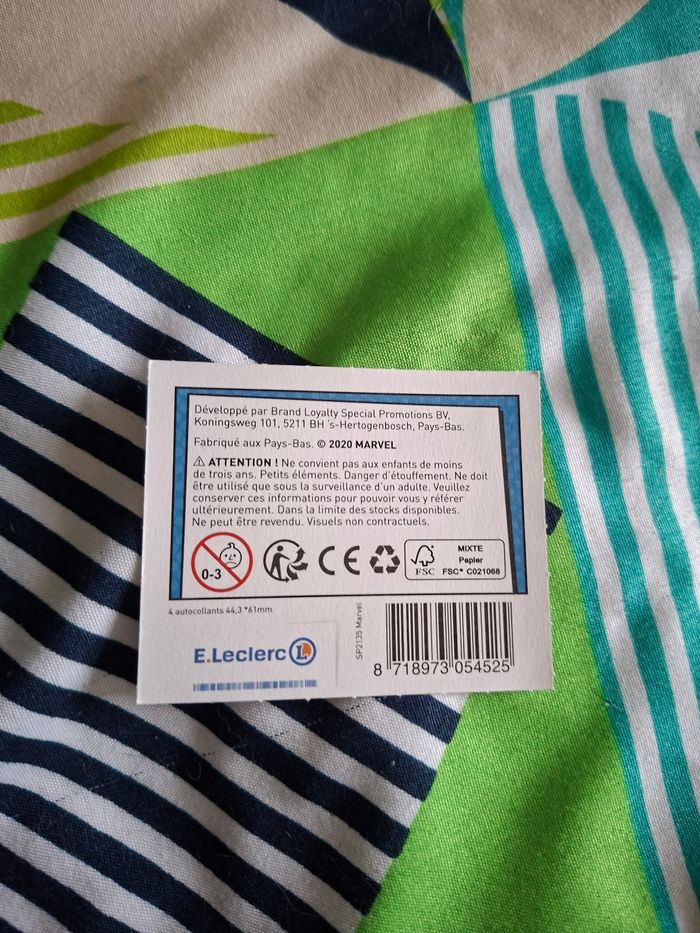 Développé par Brand Loyalty Special Promotions BV,
Koningsweg 101, 5211 BH 's-Hertogenbosch, Pays-Bas.
Fabriqué aux Pays-Bas. © 2020 MARVEL
⚠ ATTENTION ! Ne convient pas aux enfants de moins
de trois ans. Petits éléments. Danger d'étouffement. Ne doit
être utilisé que sous la surveillance d'un adulte. Veuillez
conserver ces informations pour pouvoir vous y référer
ultérieurement. Dans la limite des stocks disponibles.
Ne peut être revendu. Visuels non contractuels.
0-3
CE
FSC
MIXTE
Papier
FSC® C021068
4 autocollants 44,3 *61mm
E.Leclerc L
SP2135 Marvel
8 718973 054525